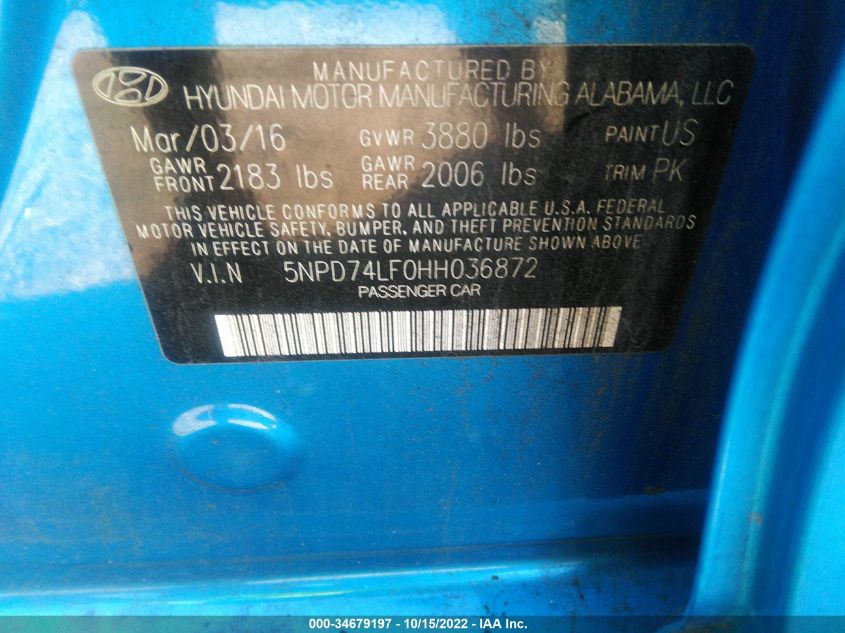 MANUFACTURED BY
HYUNDAI MOTOR MANUFACTURING ALABAMA, LLC
Mar/03/16 GVWR 3880 lbs PAINT US
GAWR FRONT 2183 lbs GAWR REAR 2006 lbs TRIM PK
THIS VEHICLE CONFORMS TO ALL APPLICABLE U.S.A. FEDERAL
MOTOR VEHICLE SAFETY, BUMPER, AND THEFT PREVENTION STANDARDS
IN EFFECT ON THE DATE OF MANUFACTURE SHOWN ABOVE.
V.I.N 5NPD74LF0HH036872
PASSENGER CAR
000-34679197 - 10/15/2022 - IAA Inc.